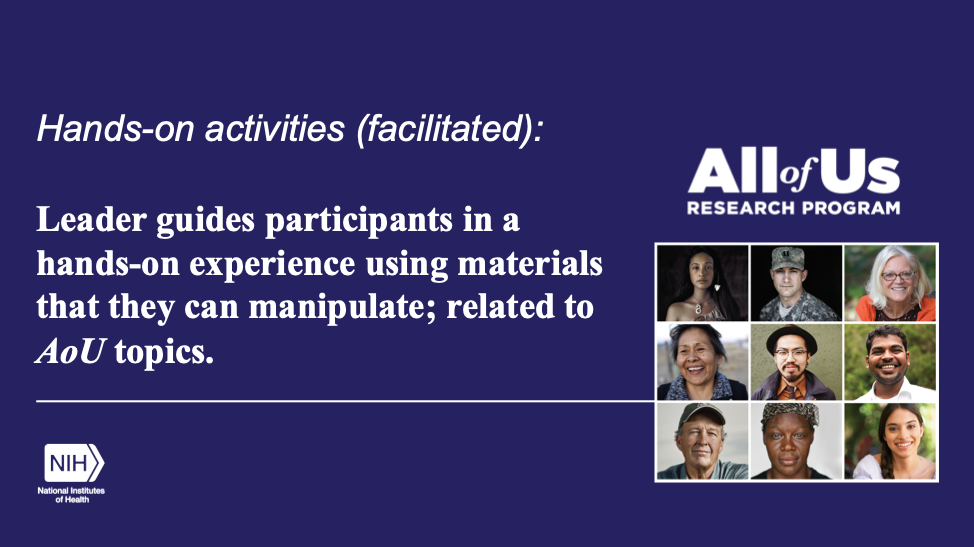 Hands-on activities (facilitated):
Leader guides participants in a
hands-on experience using materials
that they can manipulate; related to
AoU topics.
All of Us
RESEARCH PROGRAM
NIH
National Institutes
of Health